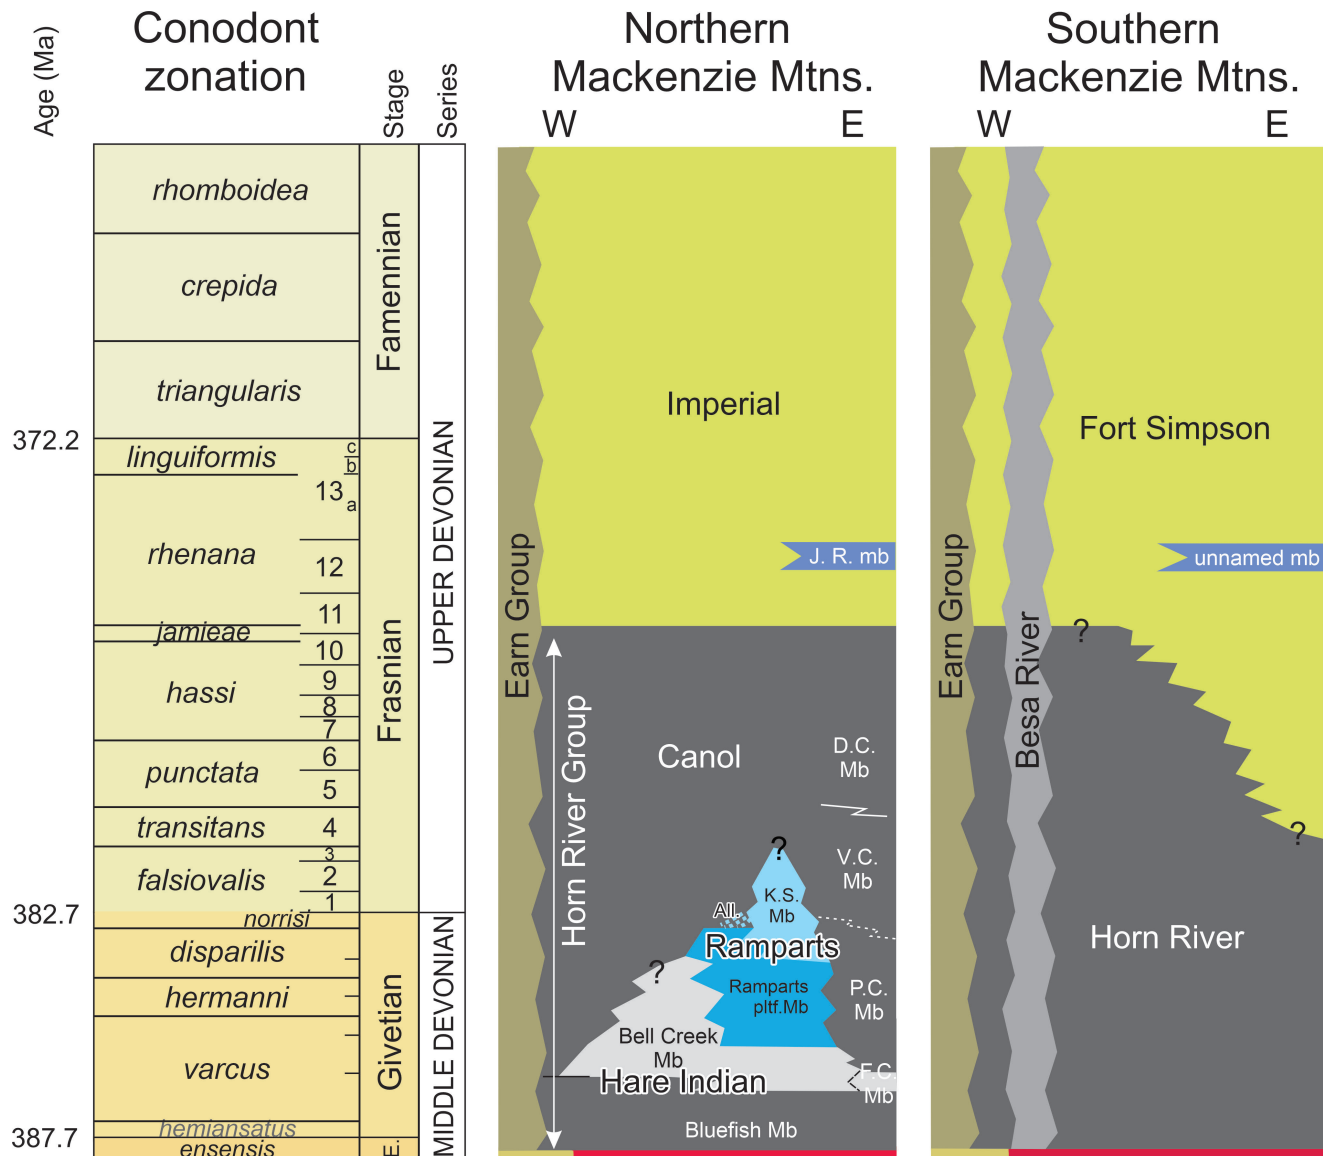 Age (Ma)
Conodont
zonation
Stage
Series
Northern
Mackenzie Mtns.
W
E
Southern
Mackenzie Mtns.
W
E
rhomboidea
crepida
triangularis
Famennian
372.2
linguiformis
c
b
13
a
rhenana
12
11
jamieae
10
hassi
9
8
7
punctata
6
5
transitans
4
falsiovalis
3
2
1
Frasnian
UPPER DEVONIAN
382.7
norrisi
disparilis
hermanni
varcus
hemiansatus
Givetian
MIDDLE DEVONIAN
387.7
ensensis
E.
Earn Group
Imperial
J. R. mb
Horn River Group
Canol
D.C.
Mb
?
V.C.
Mb
K.S.
Mb
All.
Ramparts
?
Ramparts
pltf.Mb
P.C.
Mb
Bell Creek
Mb
Hare Indian
F.C.
Mb
Bluefish Mb
Earn Group
Besa River
Fort Simpson
unnamed mb
?
?
Horn River